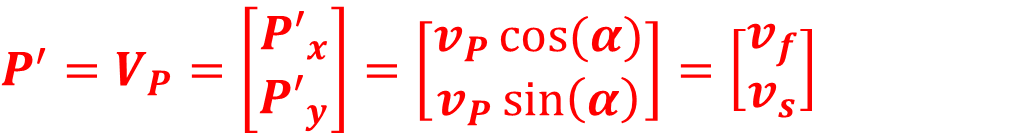 P' = V_P = [P'_x; P'_y] = [v_P cos(α); v_P sin(α)] = [v_f; v_s]